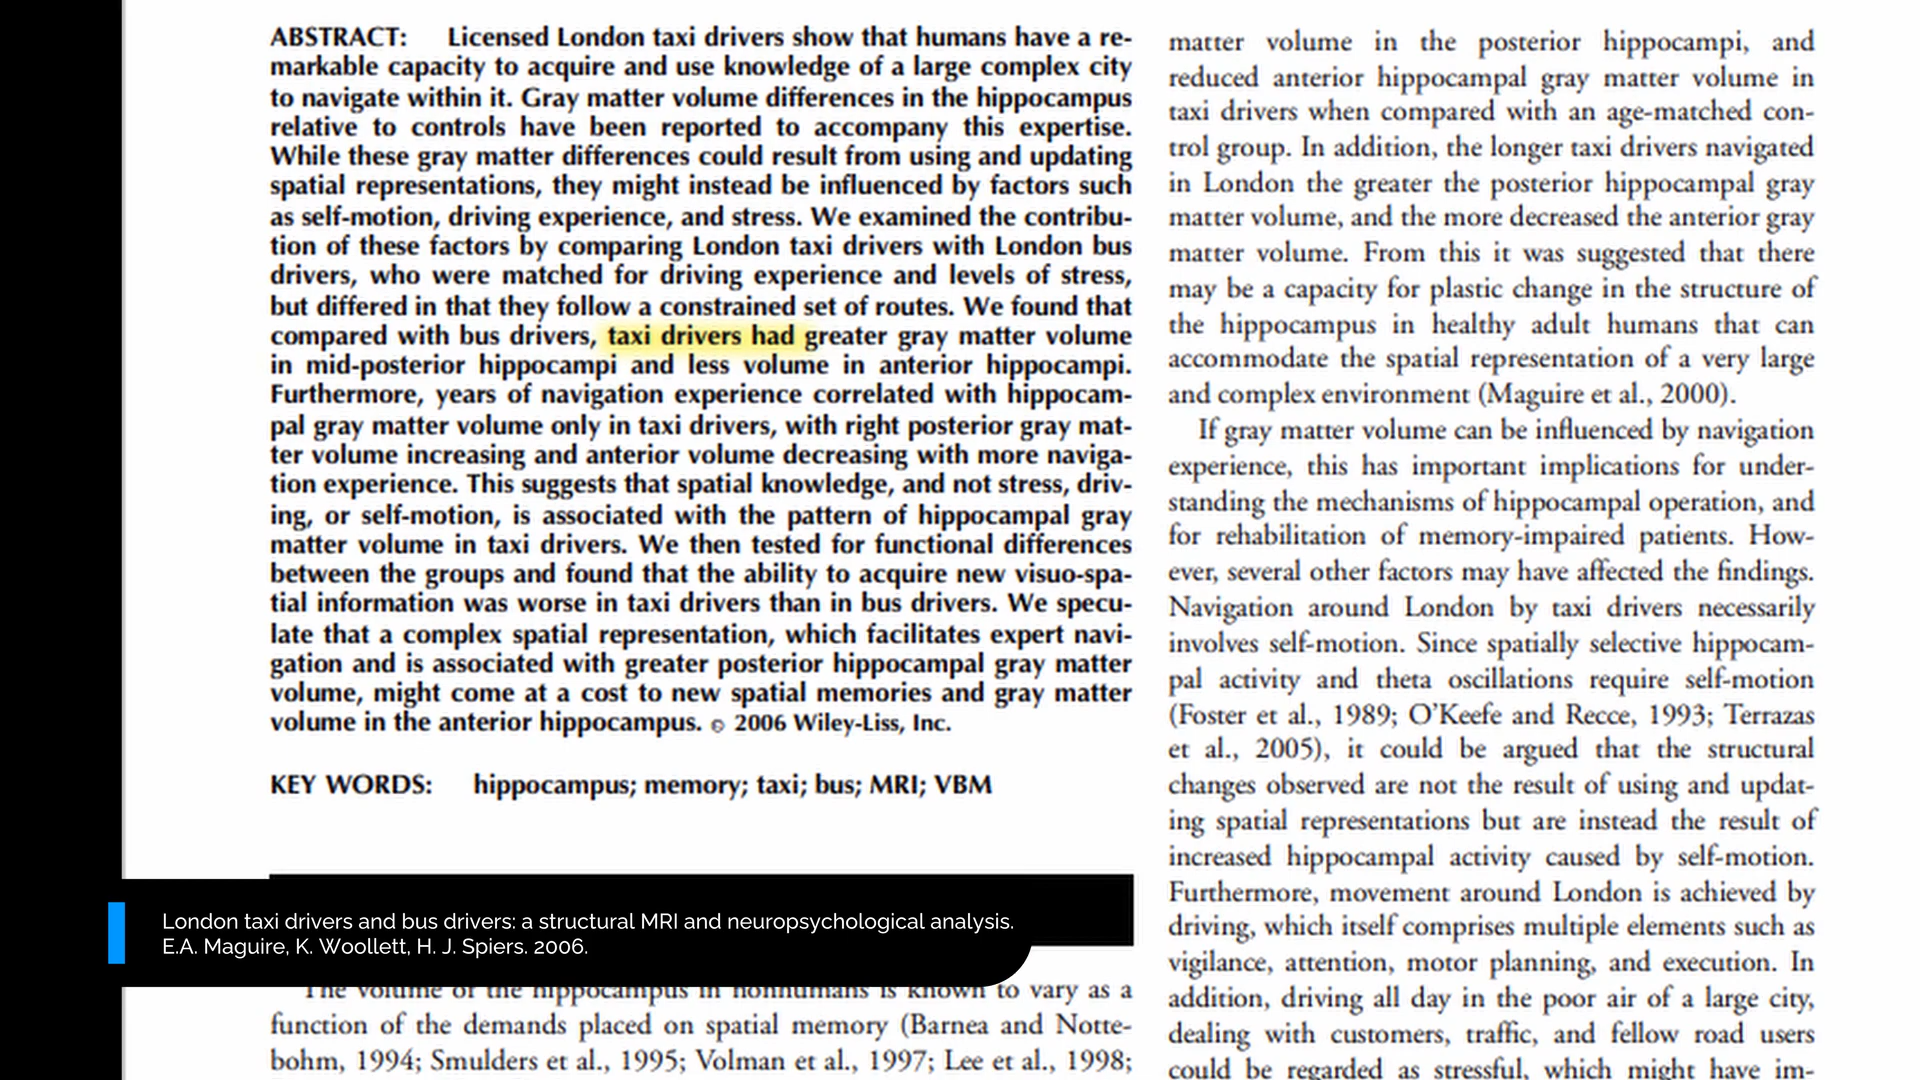 ABSTRACT: Licensed London taxi drivers show that humans have a re-
markable capacity to acquire and use knowledge of a large complex city
to navigate within it. Gray matter volume differences in the hippocampus
relative to controls have been reported to accompany this expertise.
While these gray matter differences could result from using and updating
spatial representations, they might instead be influenced by factors such
as self-motion, driving experience, and stress. We examined the contribu-
tion of these factors by comparing London taxi drivers with London bus
drivers, who were matched for driving experience and levels of stress,
but differed in that they follow a constrained set of routes. We found that
compared with bus drivers, taxi drivers had greater gray matter volume
in mid-posterior hippocampi and less volume in anterior hippocampi.
Furthermore, years of navigation experience correlated with hippocam-
pal gray matter volume only in taxi drivers, with right posterior gray mat-
ter volume increasing and anterior volume decreasing with more naviga-
tion experience. This suggests that spatial knowledge, and not stress, driv-
ing, or self-motion, is associated with the pattern of hippocampal gray
matter volume in taxi drivers. We then tested for functional differences
between the groups and found that the ability to acquire new visuo-spa-
tial information was worse in taxi drivers than in bus drivers. We specu-
late that a complex spatial representation, which facilitates expert navi-
gation and is associated with greater posterior hippocampal gray matter
volume, might come at a cost to new spatial memories and gray matter
volume in the anterior hippocampus. © 2006 Wiley-Liss, Inc.
KEY WORDS: hippocampus; memory; taxi; bus; MRI; VBM
London taxi drivers and bus drivers: a structural MRI and neuropsychological analysis.
E.A. Maguire, K. Woollett, H. J. Spiers. 2006.
The volume of the hippocampus in nonhumans is known to vary as a
function of the demands placed on spatial memory (Barnea and Notte-
bohm, 1994; Smulders et al., 1995; Volman et al., 1997; Lee et al., 1998;
matter volume in the posterior hippocampi, and
reduced anterior hippocampal gray matter volume in
taxi drivers when compared with an age-matched con-
trol group. In addition, the longer taxi drivers navigated
in London the greater the posterior hippocampal gray
matter volume, and the more decreased the anterior gray
matter volume. From this it was suggested that there
may be a capacity for plastic change in the structure of
the hippocampus in healthy adult humans that can
accommodate the spatial representation of a very large
and complex environment (Maguire et al., 2000).
If gray matter volume can be influenced by navigation
experience, this has important implications for under-
standing the mechanisms of hippocampal operation, and
for rehabilitation of memory-impaired patients. How-
ever, several other factors may have affected the findings.
Navigation around London by taxi drivers necessarily
involves self-motion. Since spatially selective hippocam-
pal activity and theta oscillations require self-motion
(Foster et al., 1989; O'Keefe and Recce, 1993; Terrazas
et al., 2005), it could be argued that the structural
changes observed are not the result of using and updat-
ing spatial representations but are instead the result of
increased hippocampal activity caused by self-motion.
Furthermore, movement around London is achieved by
driving, which itself comprises multiple elements such as
vigilance, attention, motor planning, and execution. In
addition, driving all day in the poor air of a large city,
dealing with customers, traffic, and fellow road users
could be regarded as stressful, which might have im-